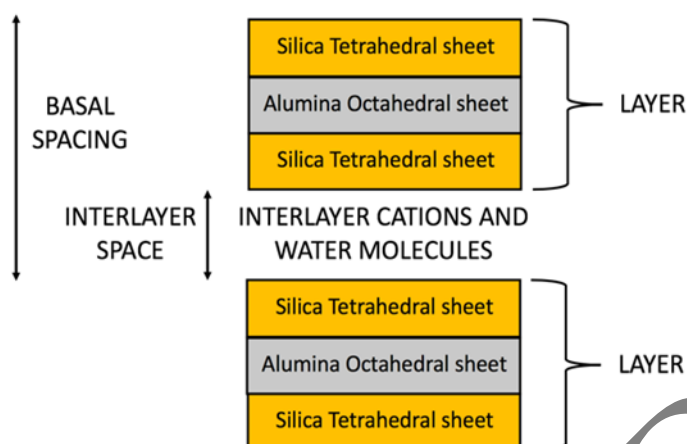 Silica Tetrahedral sheet
Alumina Octahedral sheet
Silica Tetrahedral sheet
LAYER
BASAL
SPACING
INTERLAYER
SPACE
INTERLAYER CATIONS AND
WATER MOLECULES
Silica Tetrahedral sheet
Alumina Octahedral sheet
Silica Tetrahedral sheet
LAYER